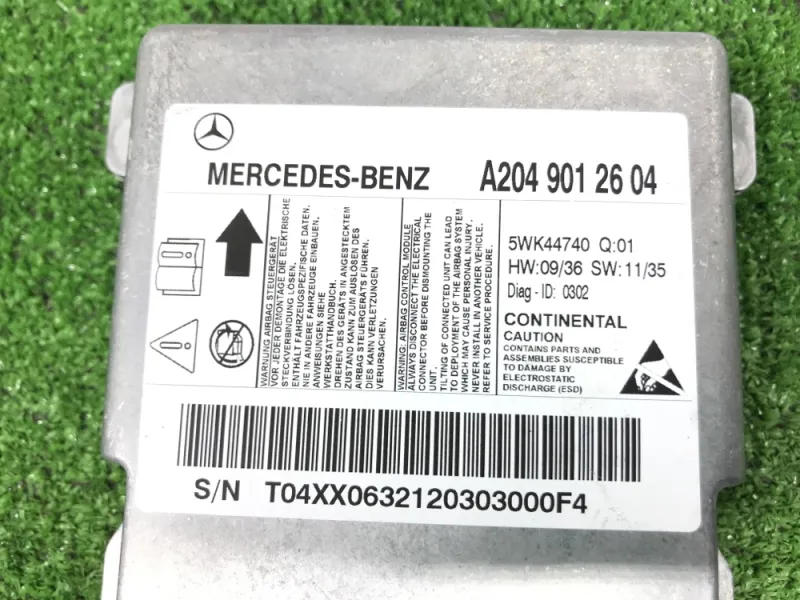 MERCEDES-BENZ
A204 901 26 04
WARNUNG AIRBAG STEUERGERÄT
VOR JEDER DEMONTAGE DIE ELEKTRISCHE
STECKVERBINDUNG LÖSEN.
ENTHÄLT FAHRZEUGSPEZIFISCHE DATEN.
NIE IN ANDERE FAHRZEUGE EINBAUEN.
ANWEISUNGEN SIEHE
WERKSTATTHANDBUCH.
DREHEN DES GERÄTS IN ANGESTECKTEM
ZUSTAND KANN ZUM AUSLÖSEN DES
AIRBAG STEUERGERÄTS FÜHREN.
DIES KANN VERLETZUNGEN
VERURSACHEN.
WARNING: AIRBAG CONTROL MODULE
ALWAYS DISCONNECT THE ELECTRICAL
CONNECTOR BEFORE DISMOUNTING THE
UNIT.
TILTING OF CONNECTED UNIT CAN LEAD
TO DEPLOYMENT OF THE AIRBAG SYSTEM
WHICH MAY CAUSE PERSONAL INJURY.
NEVER INSTALL IN ANOTHER VEHICLE.
REFER TO SERVICE PROCEDURE.
5WK44740 Q:01
HW:09/36 SW:11/35
Diag-ID: 0302
CONTINENTAL
CAUTION
CONTAINS PARTS AND
ASSEMBLIES SUSCEPTIBLE
TO DAMAGE BY
ELECTROSTATIC
DISCHARGE (ESD)
S/N T04XX0632120303000F4